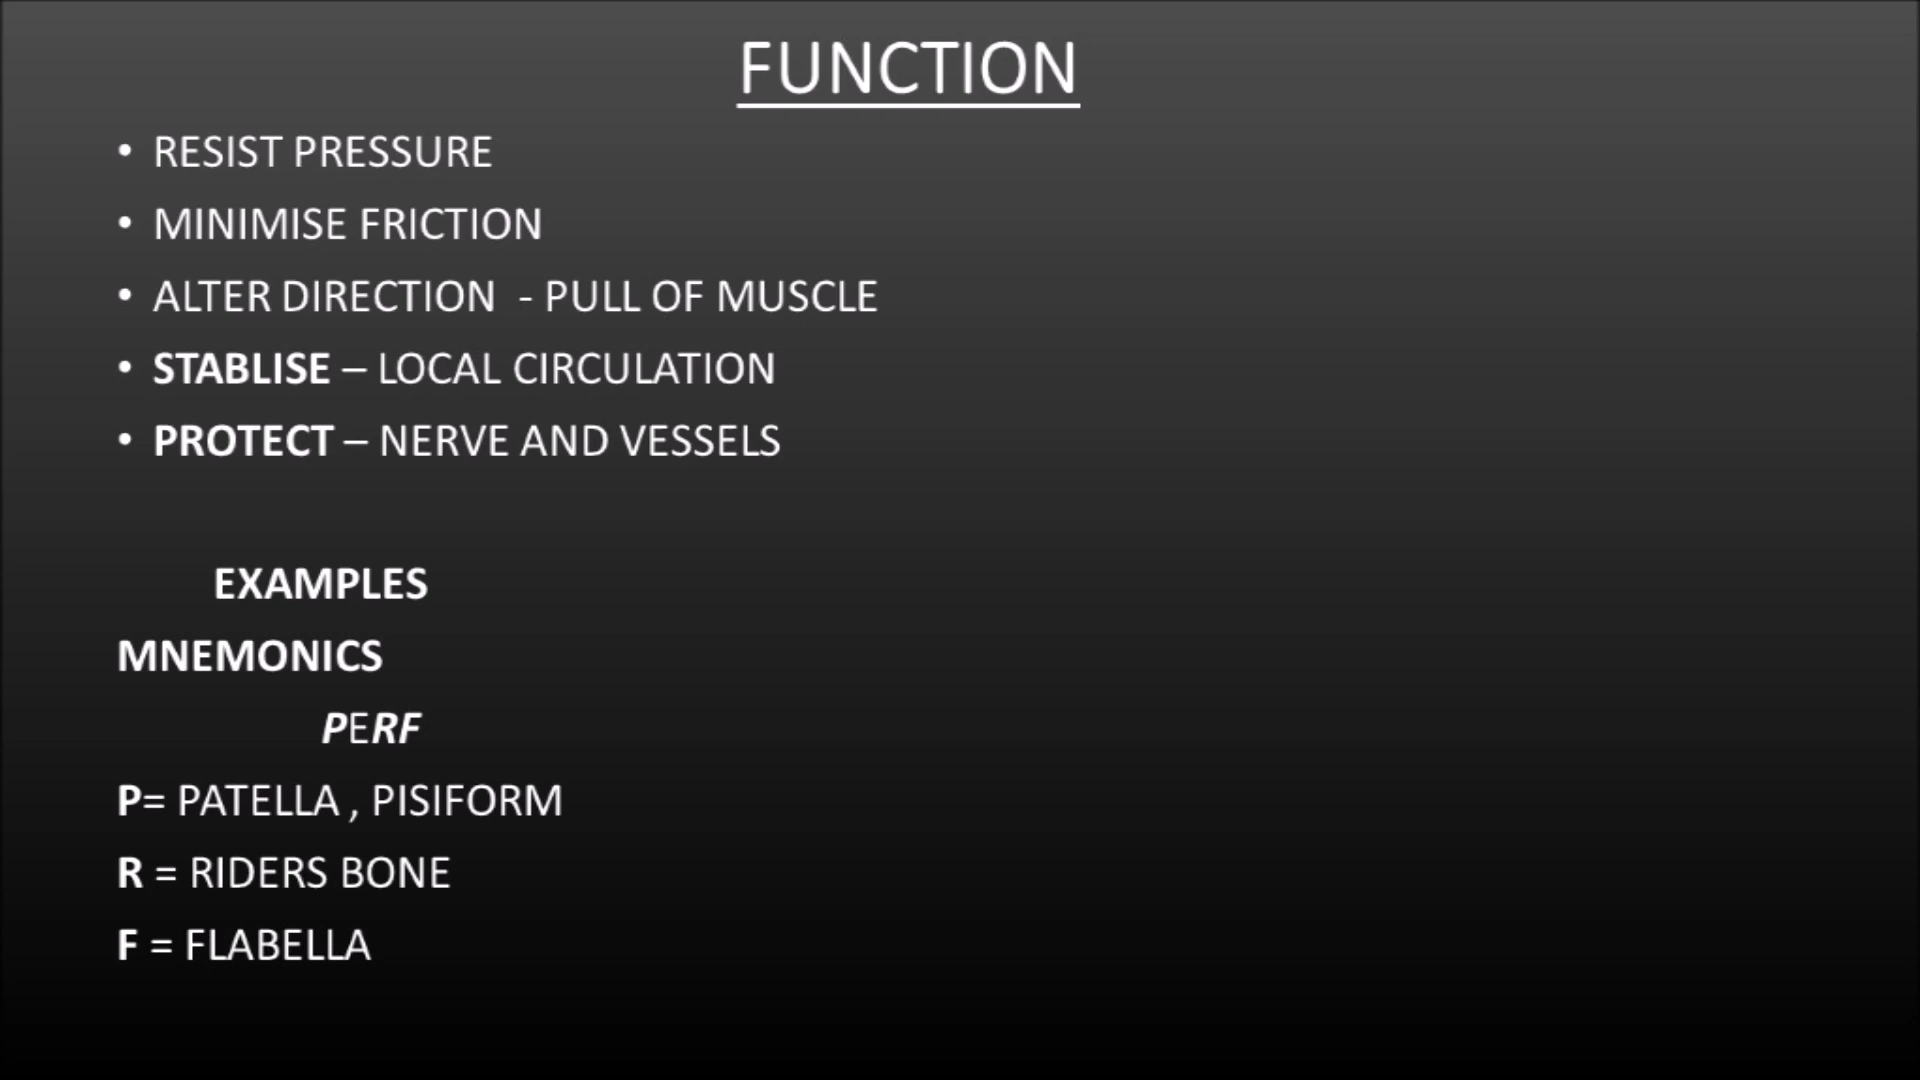 FUNCTION
• RESIST PRESSURE
• MINIMISE FRICTION
• ALTER DIRECTION - PULL OF MUSCLE
• STABLISE – LOCAL CIRCULATION
• PROTECT – NERVE AND VESSELS
EXAMPLES
MNEMONICS
PERF
P= PATELLA , PISIFORM
R = RIDERS BONE
F = FLABELLA